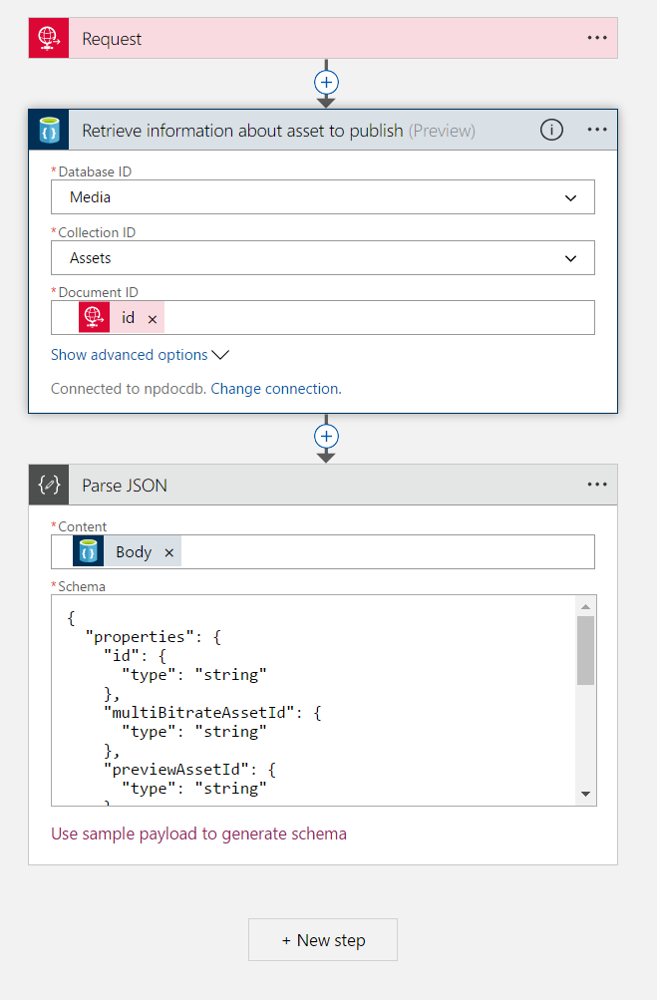 Request
Retrieve information about asset to publish (Preview)
*Database ID
Media
*Collection ID
Assets
*Document ID
id ×
Show advanced options
Connected to npdocdb. Change connection.
Parse JSON
*Content
Body ×
*Schema
{
"properties": {
"id": {
"type": "string"
},
"multiBitrateAssetId": {
"type": "string"
},
"previewAssetId": {
"type": "string"
Use sample payload to generate schema
+ New step